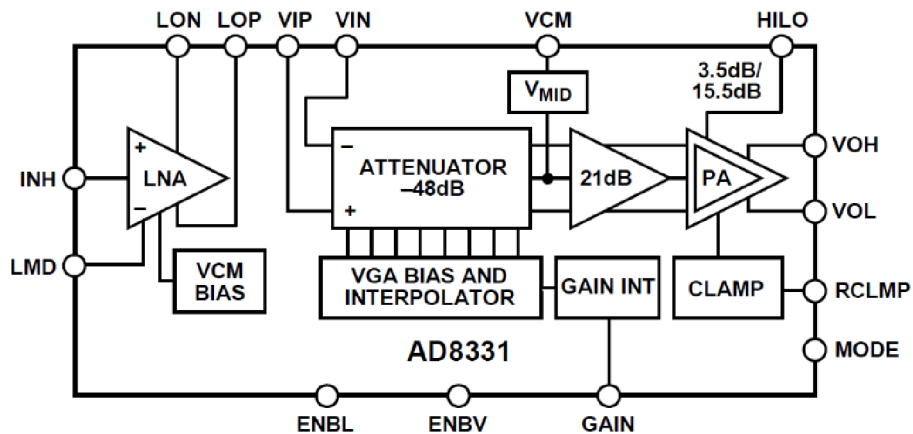 LON LOP VIP VIN VCM HILO
3.5dB/
15.5dB
VMID
+
LNA
–
–
ATTENUATOR
–48dB
+
21dB
PA
INH
VOH
VOL
LMD
VCM
BIAS
VGA BIAS AND
INTERPOLATOR
GAIN INT
CLAMP
RCLMP
AD8331
MODE
ENBL ENBV GAIN